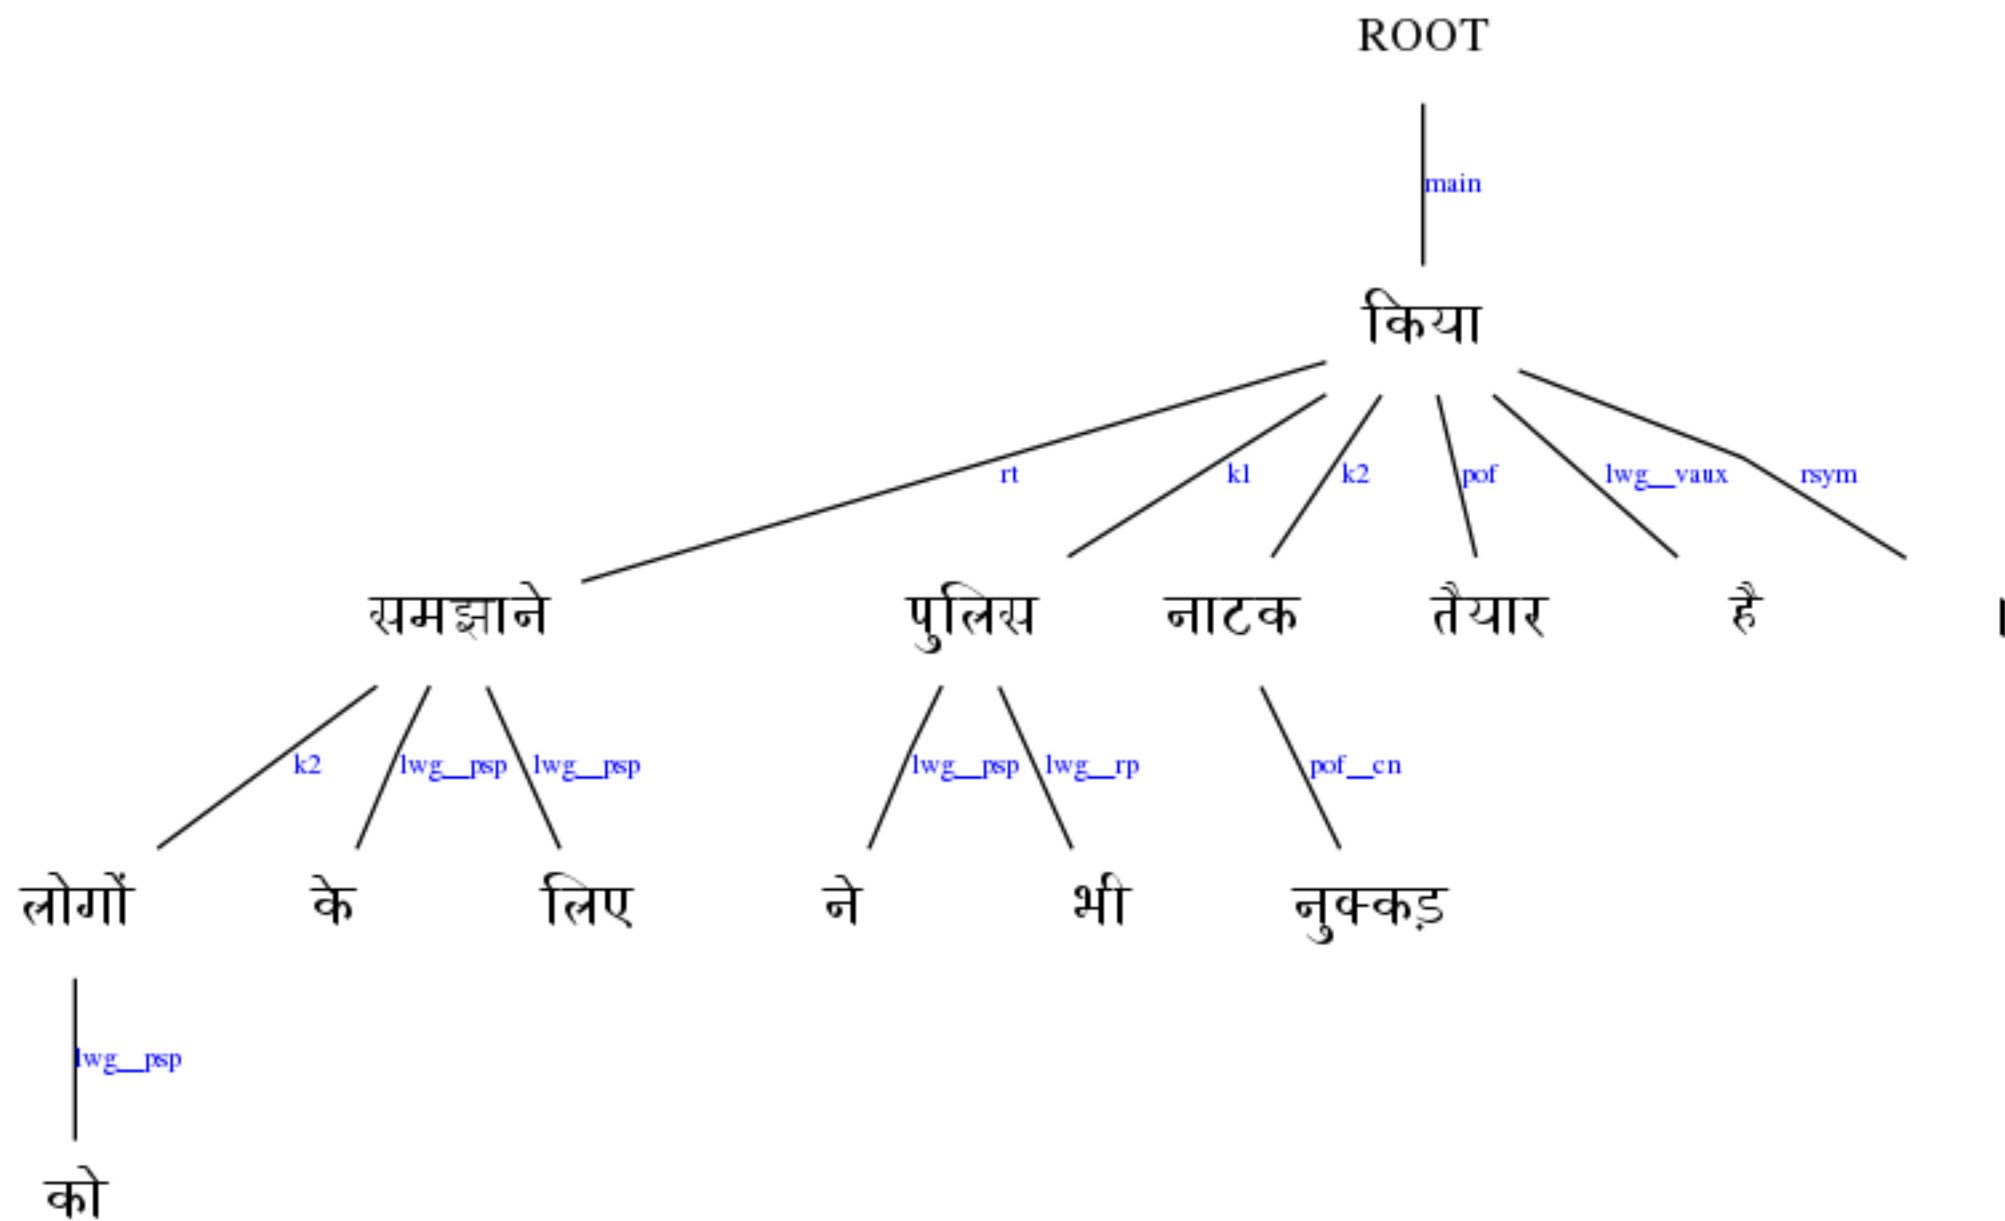 ROOT
main
किया
rt k1 k2 pof lwg__vaux rsym
समझाने पुलिस नाटक तैयार है ।
k2 lwg__psp lwg__psp lwg__psp lwg__rp pof__cn
लोगों के लिए ने भी नुक्कड़
lwg__psp
को